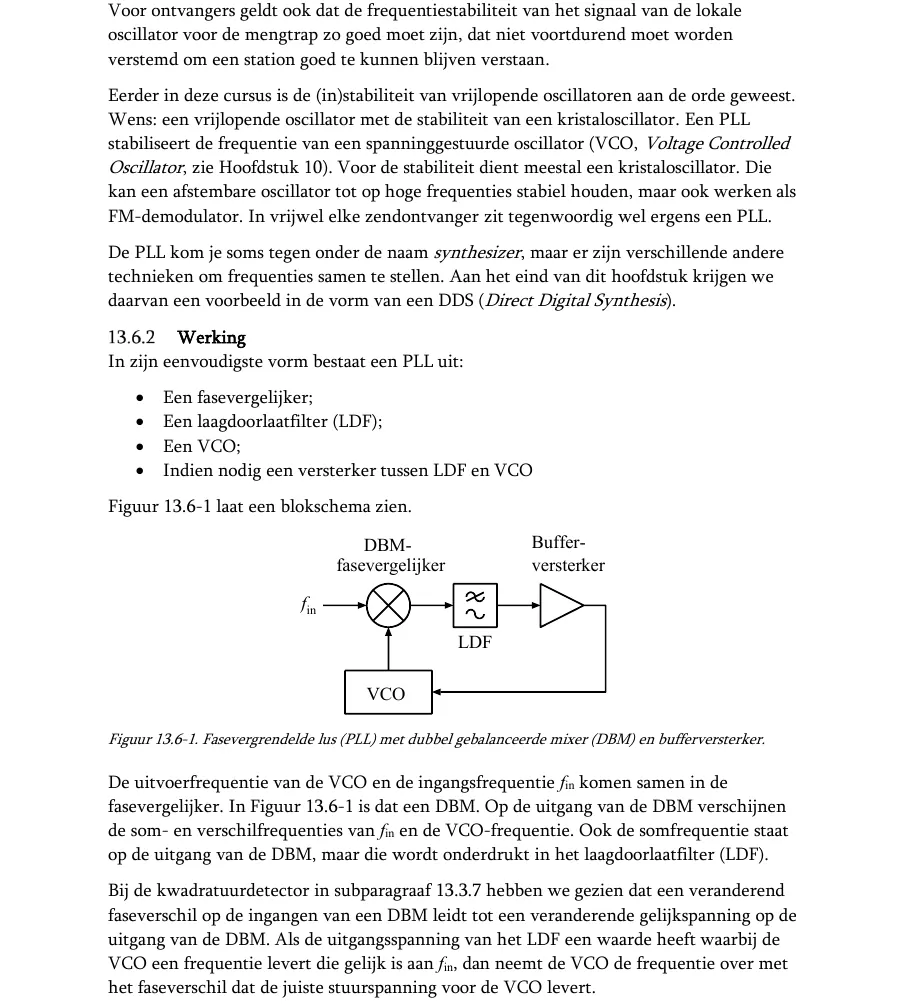 Voor ontvangers geldt ook dat de frequentiestabiliteit van het signaal van de lokale
oscillator voor de mengtrap zo goed moet zijn, dat niet voortdurend moet worden
verstemd om een station goed te kunnen blijven verstaan.
Eerder in deze cursus is de (in)stabiliteit van vrijlopende oscillatoren aan de orde geweest.
Wens: een vrijlopende oscillator met de stabiliteit van een kristaloscillator. Een PLL
stabiliseert de frequentie van een spanninggestuurde oscillator (VCO, Voltage Controlled
Oscillator, zie Hoofdstuk 10). Voor de stabiliteit dient meestal een kristaloscillator. Die
kan een afstembare oscillator tot op hoge frequenties stabiel houden, maar ook werken als
FM-demodulator. In vrijwel elke zendontvanger zit tegenwoordig wel ergens een PLL.
De PLL kom je soms tegen onder de naam synthesizer, maar er zijn verschillende andere
technieken om frequenties samen te stellen. Aan het eind van dit hoofdstuk krijgen we
daarvan een voorbeeld in de vorm van een DDS (Direct Digital Synthesis).
13.6.2 Werking
In zijn eenvoudigste vorm bestaat een PLL uit:
• Een fasevergelijker;
• Een laagdoorlaatfilter (LDF);
• Een VCO;
• Indien nodig een versterker tussen LDF en VCO
Figuur 13.6-1 laat een blokschema zien.
DBM-
fasevergelijker
Buffer-
versterker
fin
LDF
VCO
Figuur 13.6-1. Fasevergrendelde lus (PLL) met dubbel gebalanceerde mixer (DBM) en bufferversterker.
De uitvoerfrequentie van de VCO en de ingangsfrequentie fin komen samen in de
fasevergelijker. In Figuur 13.6-1 is dat een DBM. Op de uitgang van de DBM verschijnen
de som- en verschilfrequenties van fin en de VCO-frequentie. Ook de somfrequentie staat
op de uitgang van de DBM, maar die wordt onderdrukt in het laagdoorlaatfilter (LDF).
Bij de kwadratuurdetector in subparagraaf 13.3.7 hebben we gezien dat een veranderend
faseverschil op de ingangen van een DBM leidt tot een veranderende gelijkspanning op de
uitgang van de DBM. Als de uitgangsspanning van het LDF een waarde heeft waarbij de
VCO een frequentie levert die gelijk is aan fin, dan neemt de VCO de frequentie over met
het faseverschil dat de juiste stuurspanning voor de VCO levert.